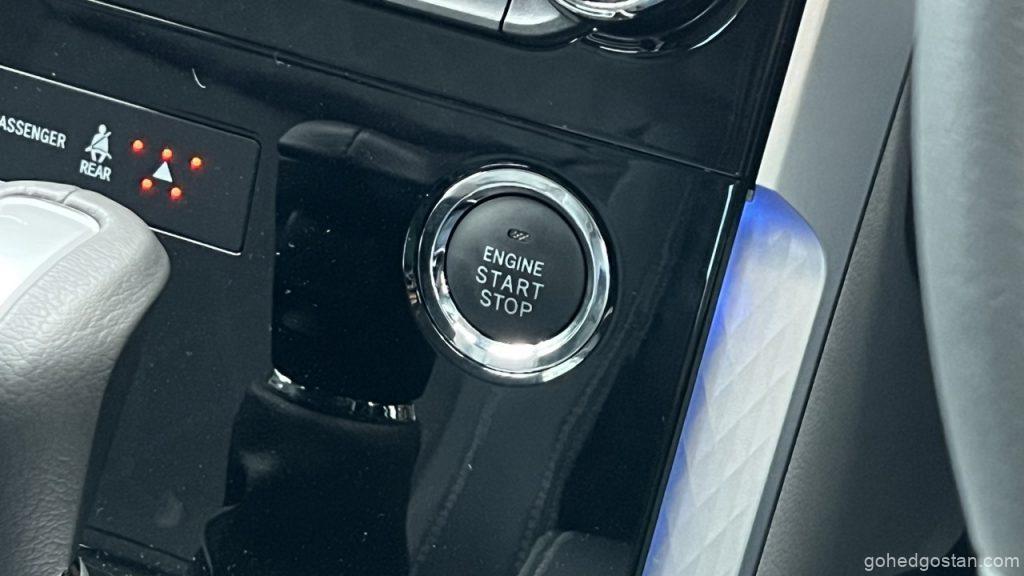 ASSENGER
REAR
ENGINE
START
STOP
gohedgostan.com